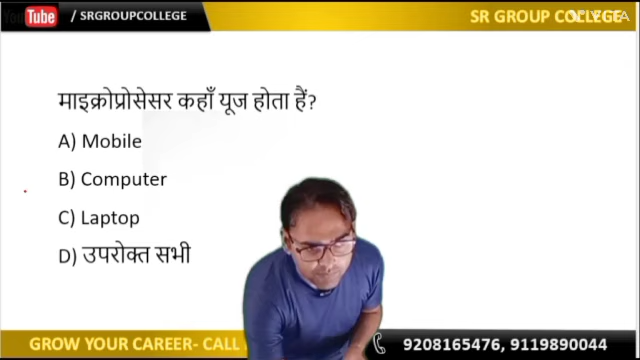 YouTube / SRGROUPCOLLEGE
SR GROUP COLLEGE
माइक्रोप्रोसेसर कहाँ यूज होता हैं?
A) Mobile
B) Computer
C) Laptop
D) उपरोक्त सभी
GROW YOUR CAREER- CALL
9208165476, 9119890044